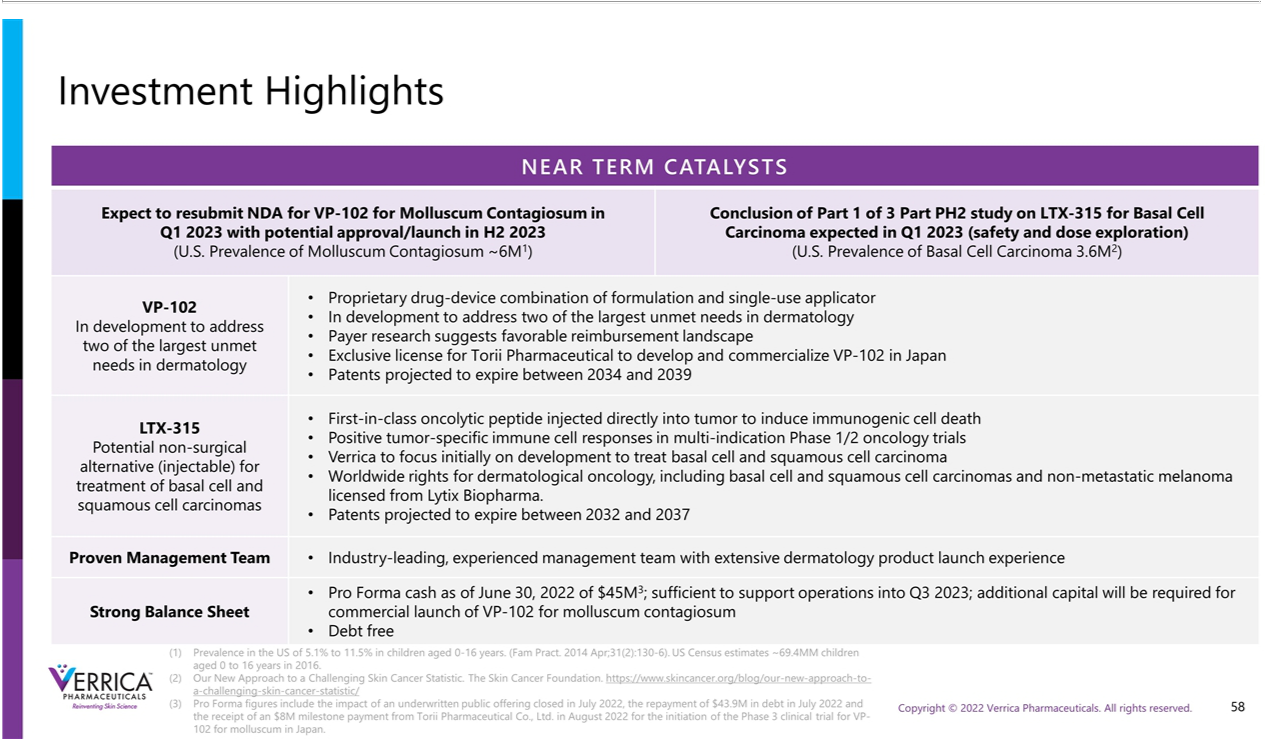 Investment Highlights
NEAR TERM CATALYSTS
Expect to resubmit NDA for VP-102 for Molluscum Contagiosum in
Q1 2023 with potential approval/launch in H2 2023
(U.S. Prevalence of Molluscum Contagiosum ~6M¹)
Conclusion of Part 1 of 3 Part PH2 study on LTX-315 for Basal Cell
Carcinoma expected in Q1 2023 (safety and dose exploration)
(U.S. Prevalence of Basal Cell Carcinoma 3.6M²)
VP-102
In development to address
two of the largest unmet
needs in dermatology
• Proprietary drug-device combination of formulation and single-use applicator
• In development to address two of the largest unmet needs in dermatology
• Payer research suggests favorable reimbursement landscape
• Exclusive license for Torii Pharmaceutical to develop and commercialize VP-102 in Japan
• Patents projected to expire between 2034 and 2039
LTX-315
Potential non-surgical
alternative (injectable) for
treatment of basal cell and
squamous cell carcinomas
• First-in-class oncolytic peptide injected directly into tumor to induce immunogenic cell death
• Positive tumor-specific immune cell responses in multi-indication Phase 1/2 oncology trials
• Verrica to focus initially on development to treat basal cell and squamous cell carcinoma
• Worldwide rights for dermatological oncology, including basal cell and squamous cell carcinomas and non-metastatic melanoma
licensed from Lytix Biopharma.
• Patents projected to expire between 2032 and 2037
Proven Management Team
• Industry-leading, experienced management team with extensive dermatology product launch experience
Strong Balance Sheet
• Pro Forma cash as of June 30, 2022 of $45M³; sufficient to support operations into Q3 2023; additional capital will be required for
commercial launch of VP-102 for molluscum contagiosum
• Debt free
(1) Prevalence in the US of 5.1% to 11.5% in children aged 0-16 years. (Fam Pract. 2014 Apr;31(2):130-6). US Census estimates ~69.4MM children
aged 0 to 16 years in 2016.
(2) Our New Approach to a Challenging Skin Cancer Statistic. The Skin Cancer Foundation. https://www.skincancer.org/blog/our-new-approach-to-
a-challenging-skin-cancer-statistic/
(3) Pro Forma figures include the impact of an underwritten public offering closed in July 2022, the repayment of $43.9M in debt in July 2022 and
the receipt of an $8M milestone payment from Torii Pharmaceutical Co., Ltd. in August 2022 for the initiation of the Phase 3 clinical trial for VP-
102 for molluscum in Japan.
VERRICA™
PHARMACEUTICALS
Reinventing Skin Science
Copyright © 2022 Verrica Pharmaceuticals. All rights reserved.
58